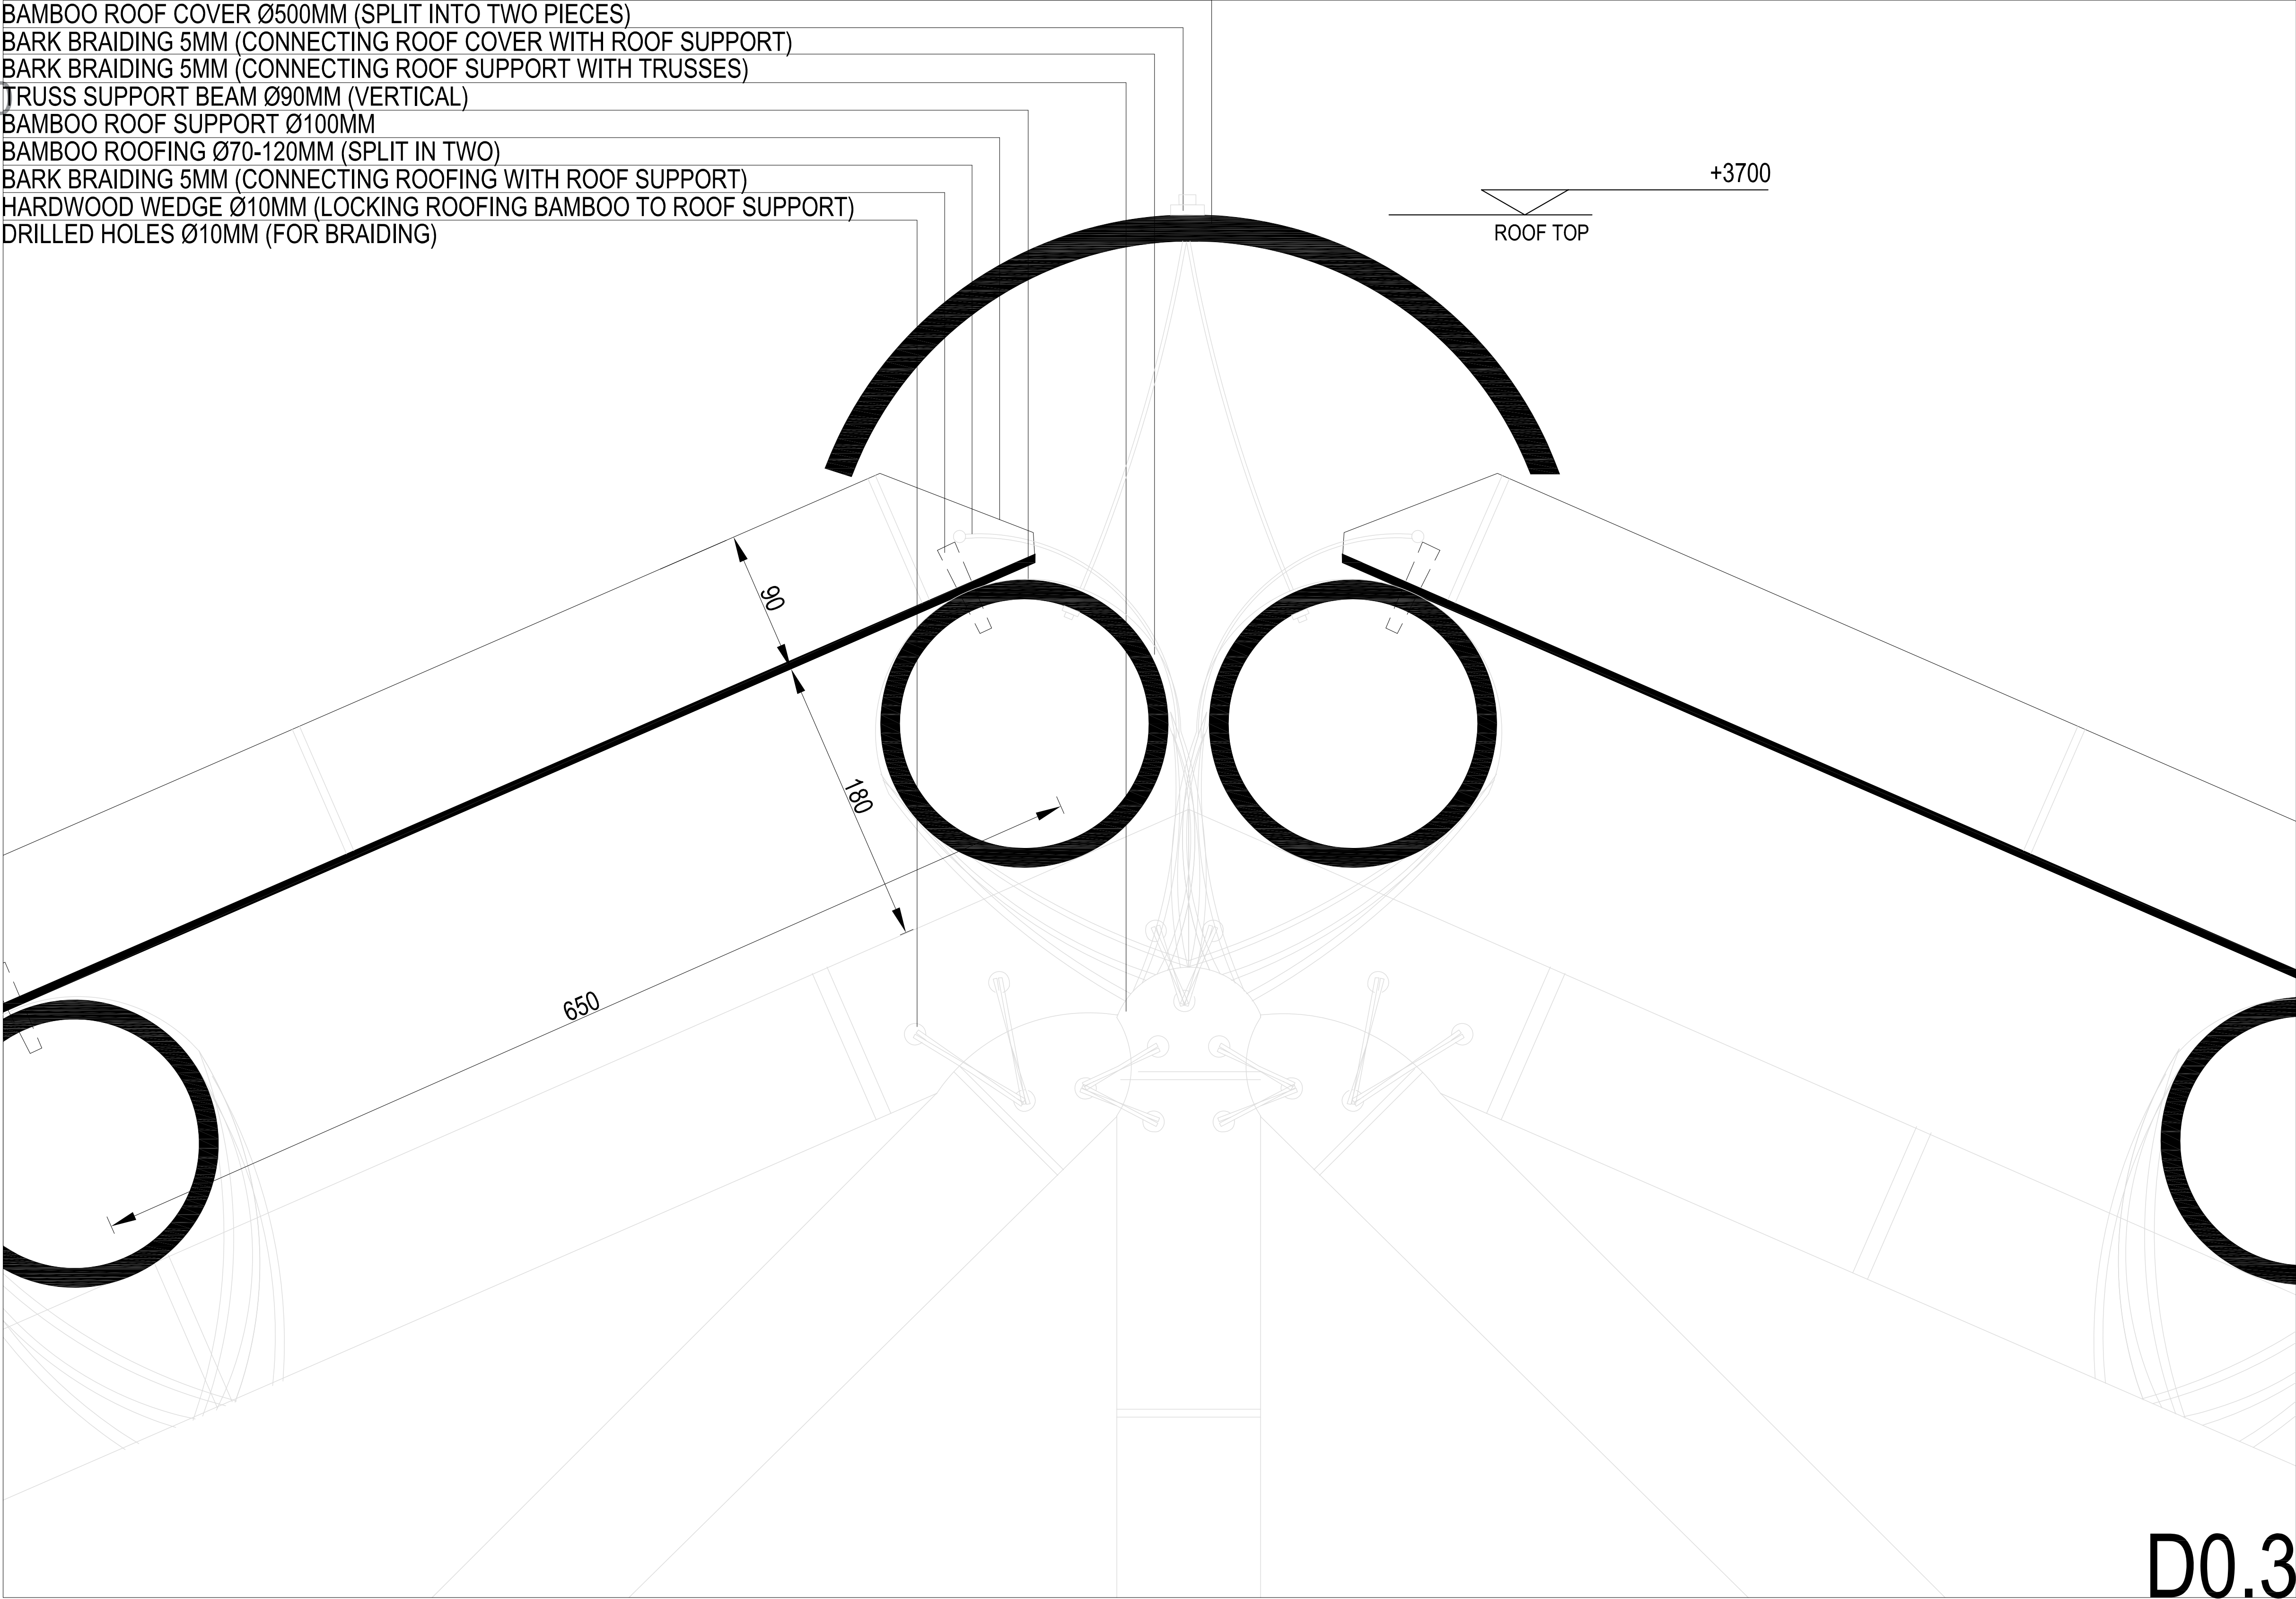 BAMBOO ROOF COVER Ø500MM (SPLIT INTO TWO PIECES)
BARK BRAIDING 5MM (CONNECTING ROOF COVER WITH ROOF SUPPORT)
BARK BRAIDING 5MM (CONNECTING ROOF SUPPORT WITH TRUSSES)
TRUSS SUPPORT BEAM Ø90MM (VERTICAL)
BAMBOO ROOF SUPPORT Ø100MM
BAMBOO ROOFING Ø70-120MM (SPLIT IN TWO)
BARK BRAIDING 5MM (CONNECTING ROOFING WITH ROOF SUPPORT)
HARDWOOD WEDGE Ø10MM (LOCKING ROOFING BAMBOO TO ROOF SUPPORT)
DRILLED HOLES Ø10MM (FOR BRAIDING)
+3700
ROOF TOP
90
180
650
D0.3